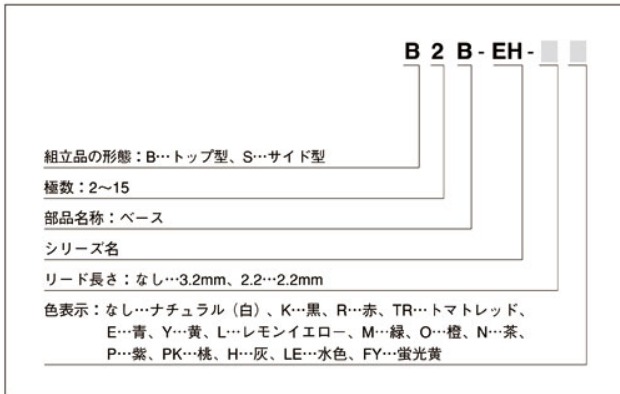 B 2 B - EH -
組立品の形態：B…トップ型、S…サイド型
極数：2～15
部品名称：ベース
シリーズ名
リード長さ：なし…3.2mm、2.2…2.2mm
色表示：なし…ナチュラル（白）、K…黒、R…赤、TR…トマトレッド、
E…青、Y…黄、L…レモンイエロー、M…緑、O…橙、N…茶、
P…紫、PK…桃、H…灰、LE…水色、FY…蛍光黄